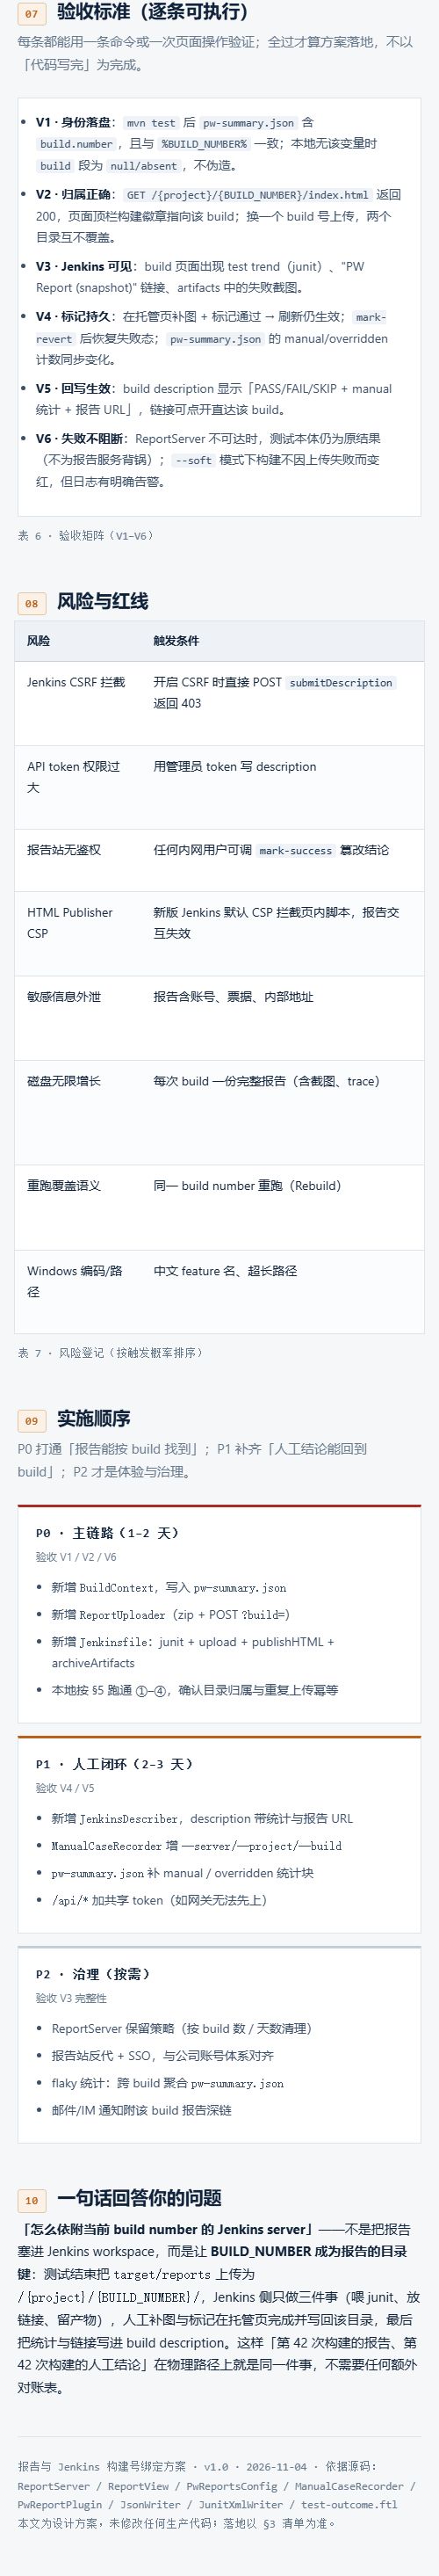 07 验收标准（逐条可执行）
每条都能用一条命令或一次页面操作验证；全过才算方案落地，不以
「代码写完」为完成。
V1 · 身份落盘：mvn test 后 pw-summary.json 含
build.number，且与 %BUILD_NUMBER% 一致；本地无该变量时
build 段为 null/absent，不伪造。
V2 · 归属正确：GET /{project}/{BUILD_NUMBER}/index.html 返回
200，页面顶栏构建徽章指向该 build；换一个 build 号上传，两个
目录互不覆盖。
V3 · Jenkins 可见：build 页面出现 test trend（junit）、"PW
Report (snapshot)" 链接、artifacts 中的失败截图。
V4 · 标记持久：在托管页补图 + 标记通过 → 刷新仍生效；mark-
revert 后恢复失败态；pw-summary.json 的 manual/overridden
计数同步变化。
V5 · 回写生效：build description 显示「PASS/FAIL/SKIP + manual
统计 + 报告 URL」，链接可点开直达该 build。
V6 · 失败不阻断：ReportServer 不可达时，测试本体仍为原结果
（不为报告服务背锅）；--soft 模式下构建不因上传失败而变
红，但日志有明确告警。
表 6 · 验收矩阵（V1–V6）
08 风险与红线
风险 触发条件
Jenkins CSRF 拦截 开启 CSRF 时直接 POST submitDescription
返回 403
API token 权限过 用管理员 token 写 description
大
报告站无鉴权 任何内网用户可调 mark-success 篡改结论
HTML Publisher 新版 Jenkins 默认 CSP 拦截页内脚本，报告交
CSP 互失效
敏感信息外泄 报告含账号、票据、内部地址
磁盘无限增长 每次 build 一份完整报告（含截图、trace）
重跑覆盖语义 同一 build number 重跑（Rebuild）
Windows 编码/路 中文 feature 名、超长路径
径
表 7 · 风险登记（按触发概率排序）
09 实施顺序
P0 打通「报告能按 build 找到」；P1 补齐「人工结论能回到
build」；P2 才是体验与治理。
P0 · 主链路（1–2 天）
验收 V1 / V2 / V6
新增 BuildContext，写入 pw-summary.json
新增 ReportUploader（zip + POST ?build=）
新增 Jenkinsfile：junit + upload + publishHTML +
archiveArtifacts
本地按 §5 跑通 ①–④，确认目录归属与重复上传幂等
P1 · 人工闭环（2–3 天）
验收 V4 / V5
新增 JenkinsDescriber，description 带统计与报告 URL
ManualCaseRecorder 增 --server/--project/--build
pw-summary.json 补 manual / overridden 统计块
/api/* 加共享 token（如网关无法先上）
P2 · 治理（按需）
验收 V3 完整性
ReportServer 保留策略（按 build 数 / 天数清理）
报告站反代 + SSO，与公司账号体系对齐
flaky 统计：跨 build 聚合 pw-summary.json
邮件/IM 通知附该 build 报告深链
10 一句话回答你的问题
「怎么依附当前 build number 的 Jenkins server」——不是把报告
塞进 Jenkins workspace，而是让 BUILD_NUMBER 成为报告的目录
键：测试结束把 target/reports 上传为
/{project}/{BUILD_NUMBER}/，Jenkins 侧只做三件事（喂 junit、放
链接、留产物），人工补图与标记在托管页完成并写回该目录，最后
把统计与链接写进 build description。这样「第 42 次构建的报告、第
42 次构建的人工结论」在物理路径上就是同一件事，不需要任何额外
对账表。
报告与 Jenkins 构建号绑定方案 · v1.0 · 2026-11-04 · 依据源码：
ReportServer / ReportView / PwReportsConfig / ManualCaseRecorder /
PwReportPlugin / JsonWriter / JunitXmlWriter / test-outcome.ftl
本文为设计方案，未修改任何生产代码；落地以 §3 清单为准。